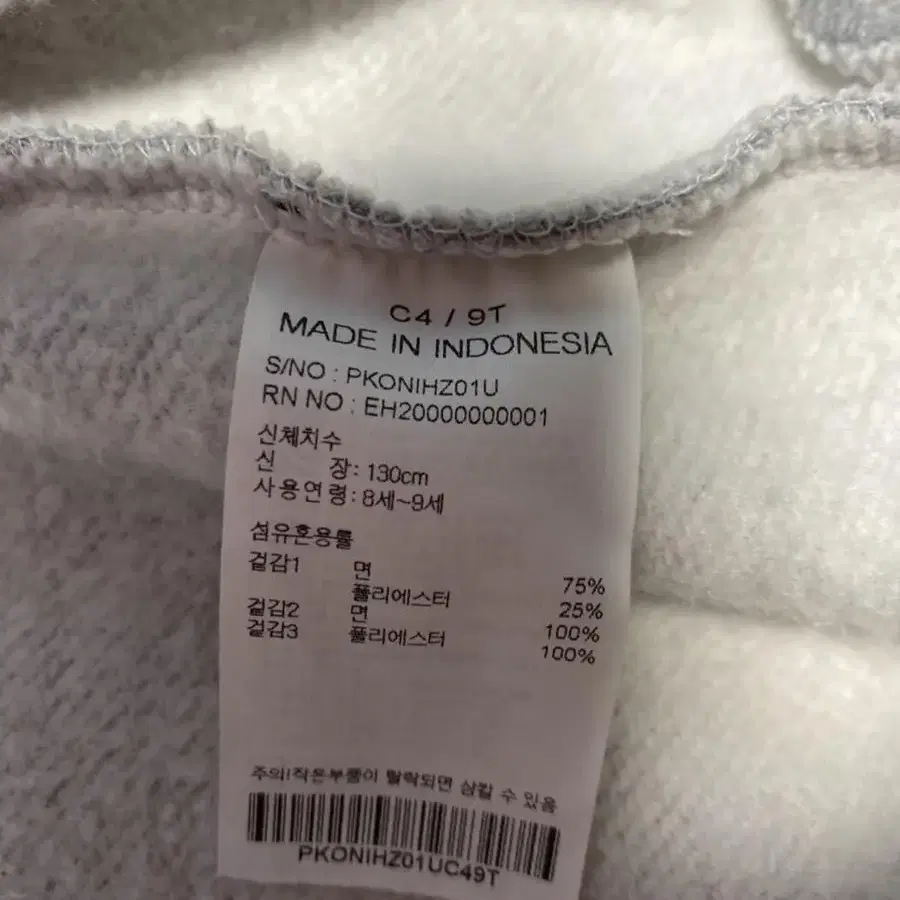 C4 / 9T
MADE IN INDONESIA
S/NO : PKONIHZ01U
RN NO : EH20000000001
신체치수
신 장: 130cm
사용연령: 8세~9세
섬유혼용률
겉감1 면 75%
폴리에스터 25%
겉감2 면 100%
겉감3 폴리에스터 100%
주의!작은부품이 탈락되면 삼킬 수 있음
PKONIHZ01UC49T